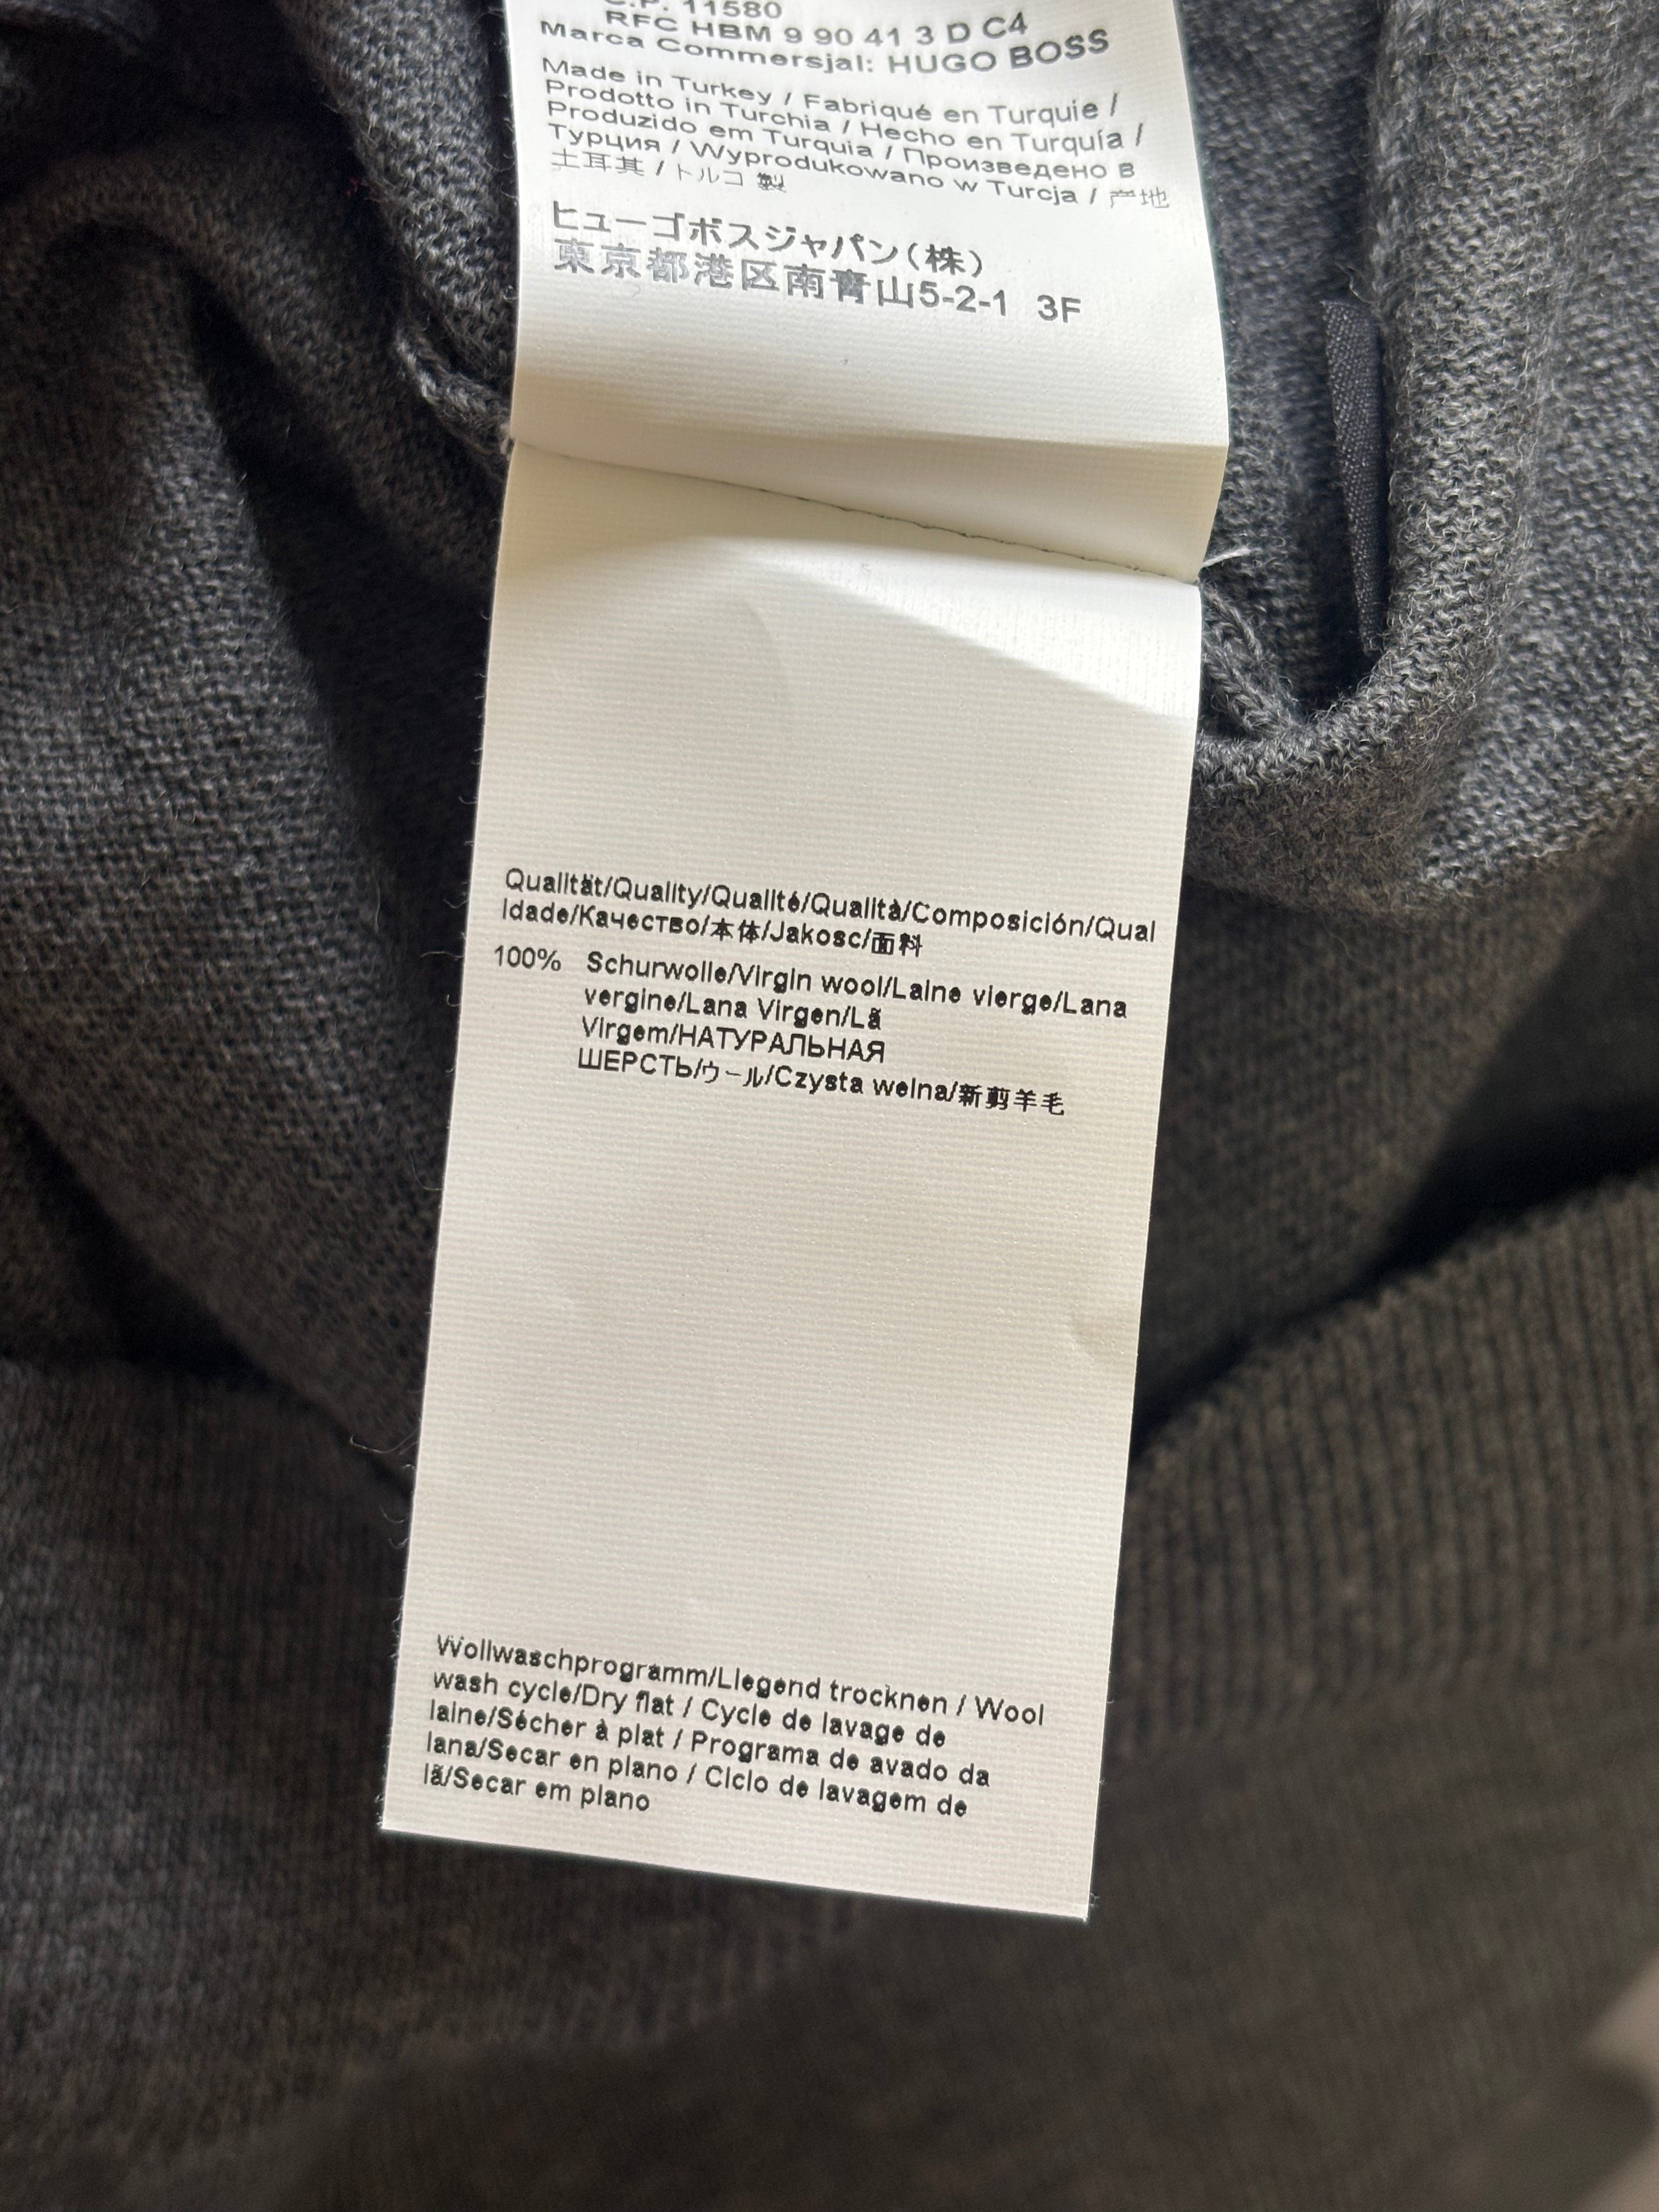 C.P. 11580
RFC HBM 9 90 41 3 D C4
Marca Commersjal: HUGO BOSS
Made in Turkey / Fabriqué en Turquie /
Prodotto in Turchia / Hecho en Turquía /
Produzido em Turquia / Произведено в
Турция / Wyprodukowano w Turcja / 产地
土耳其 / トルコ 製
ヒューゴボスジャパン(株)
東京都港区南青山5-2-1 3F
Qualität/Quality/Qualité/Qualità/Composición/Qual
idade/Качество/本体/Jakosc/面料
100% Schurwolle/Virgin wool/Laine vierge/Lana
vergine/Lana Virgen/Lã
Virgem/НАТУРАЛЬНАЯ
ШЕРСТЬ/ウール/Czysta welna/新剪羊毛
Wollwaschprogramm/Liegend trocknen / Wool
wash cycle/Dry flat / Cycle de lavage de
laine/Sécher à plat / Programa de avado da
lana/Secar en plano / Ciclo de lavagem de
lã/Secar em plano